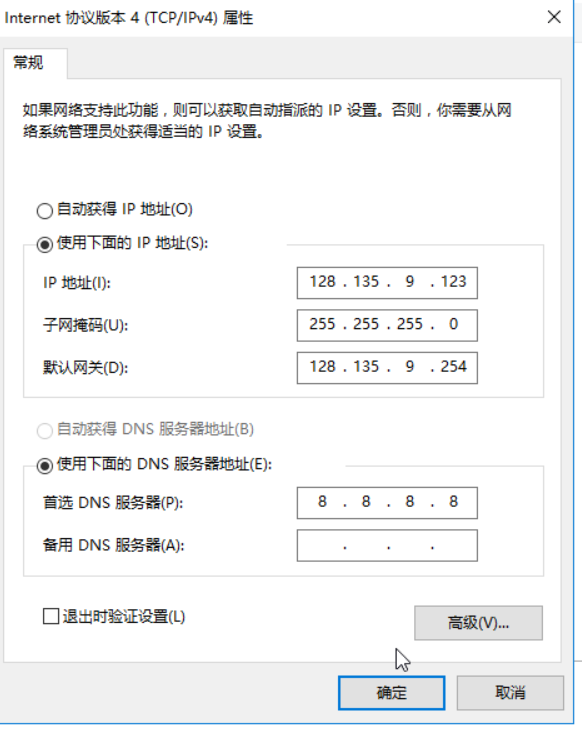 Internet 协议版本 4 (TCP/IPv4) 属性
常规
如果网络支持此功能，则可以获取自动指派的 IP 设置。否则，你需要从网
络系统管理员处获得适当的 IP 设置。
自动获得 IP 地址(O)
使用下面的 IP 地址(S):
IP 地址(I): 128 . 135 . 9 . 123
子网掩码(U): 255 . 255 . 255 . 0
默认网关(D): 128 . 135 . 9 . 254
自动获得 DNS 服务器地址(B)
使用下面的 DNS 服务器地址(E):
首选 DNS 服务器(P): 8 . 8 . 8 . 8
备用 DNS 服务器(A): . . .
退出时验证设置(L)
高级(V)...
确定 取消